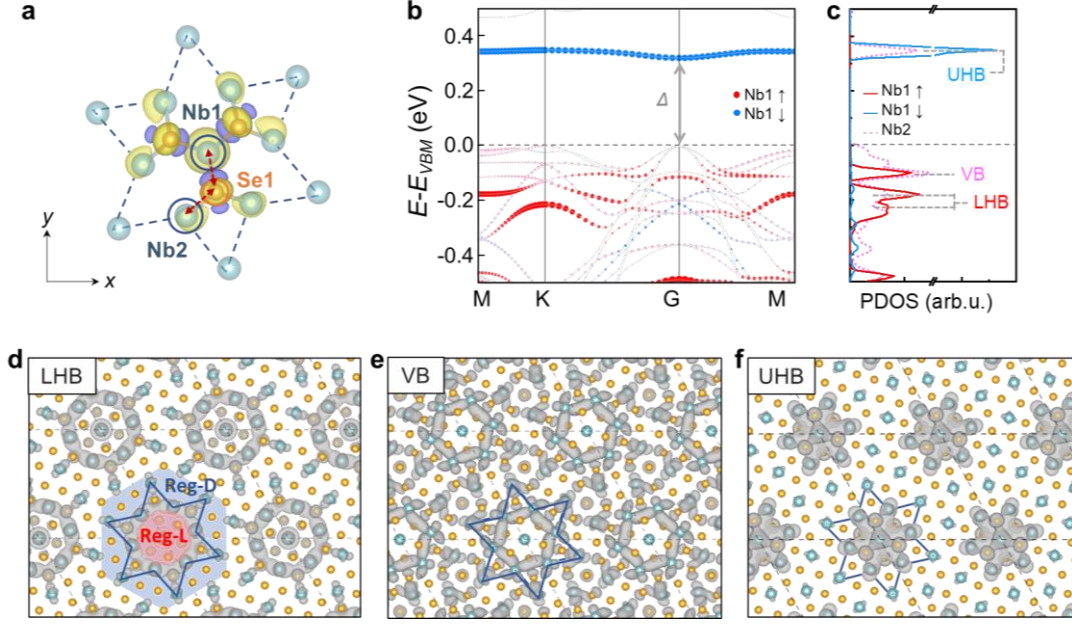 a
Nb1
Se1
Nb2
y
x
b
E-E_VBM (eV)
0.4
0.2
0.0
-0.2
-0.4
Δ
Nb1 ↑
Nb1 ↓
M
K
G
M
c
UHB
Nb1 ↑
Nb1 ↓
Nb2
VB
LHB
PDOS (arb.u.)
d
LHB
Reg-D
Reg-L
e
VB
f
UHB